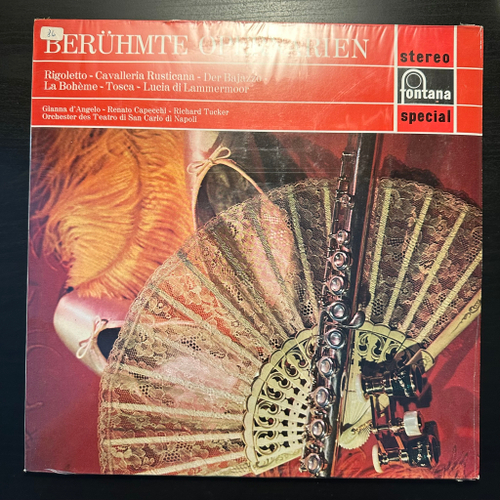 84
BERÜHMTE OPERNARIEN
Rigoletto - Cavalleria Rusticana - Der Bajazzo
La Bohème - Tosca - Lucia di Lammermoor
Gianna d'Angelo - Renato Capecchi - Richard Tucker
Orchester des Teatro di San Carlo di Napoli
stereo
fontana
special